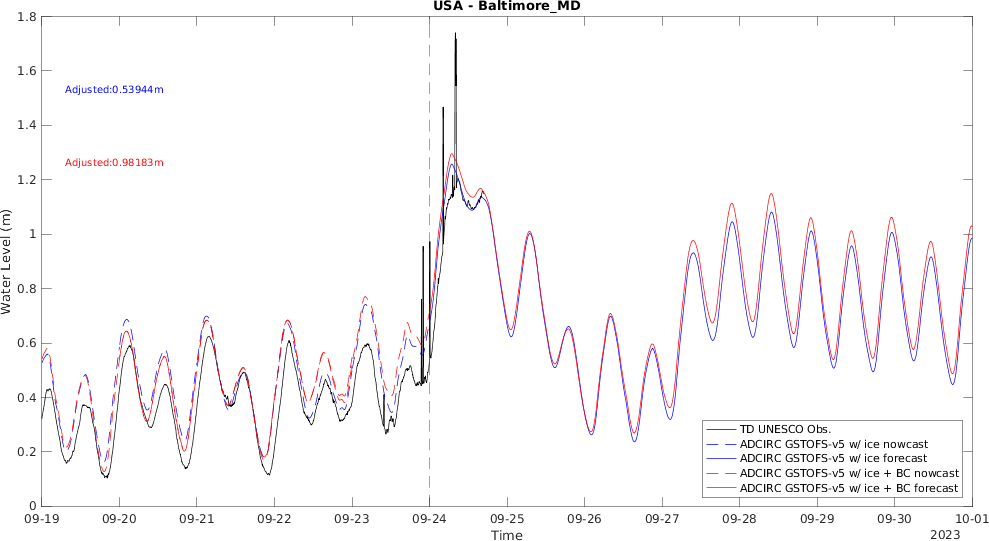 USA - Baltimore_MD
1.8
1.6
1.4
1.2
1
0.8
0.6
0.4
0.2
0
Water Level (m)
Adjusted:0.53944m
Adjusted:0.98183m
TD UNESCO Obs.
ADCIRC GSTOFS-v5 w/ ice nowcast
ADCIRC GSTOFS-v5 w/ ice forecast
ADCIRC GSTOFS-v5 w/ ice + BC nowcast
ADCIRC GSTOFS-v5 w/ ice + BC forecast
09-19 09-20 09-21 09-22 09-23 09-24 09-25 09-26 09-27 09-28 09-29 09-30 10-01
Time
2023